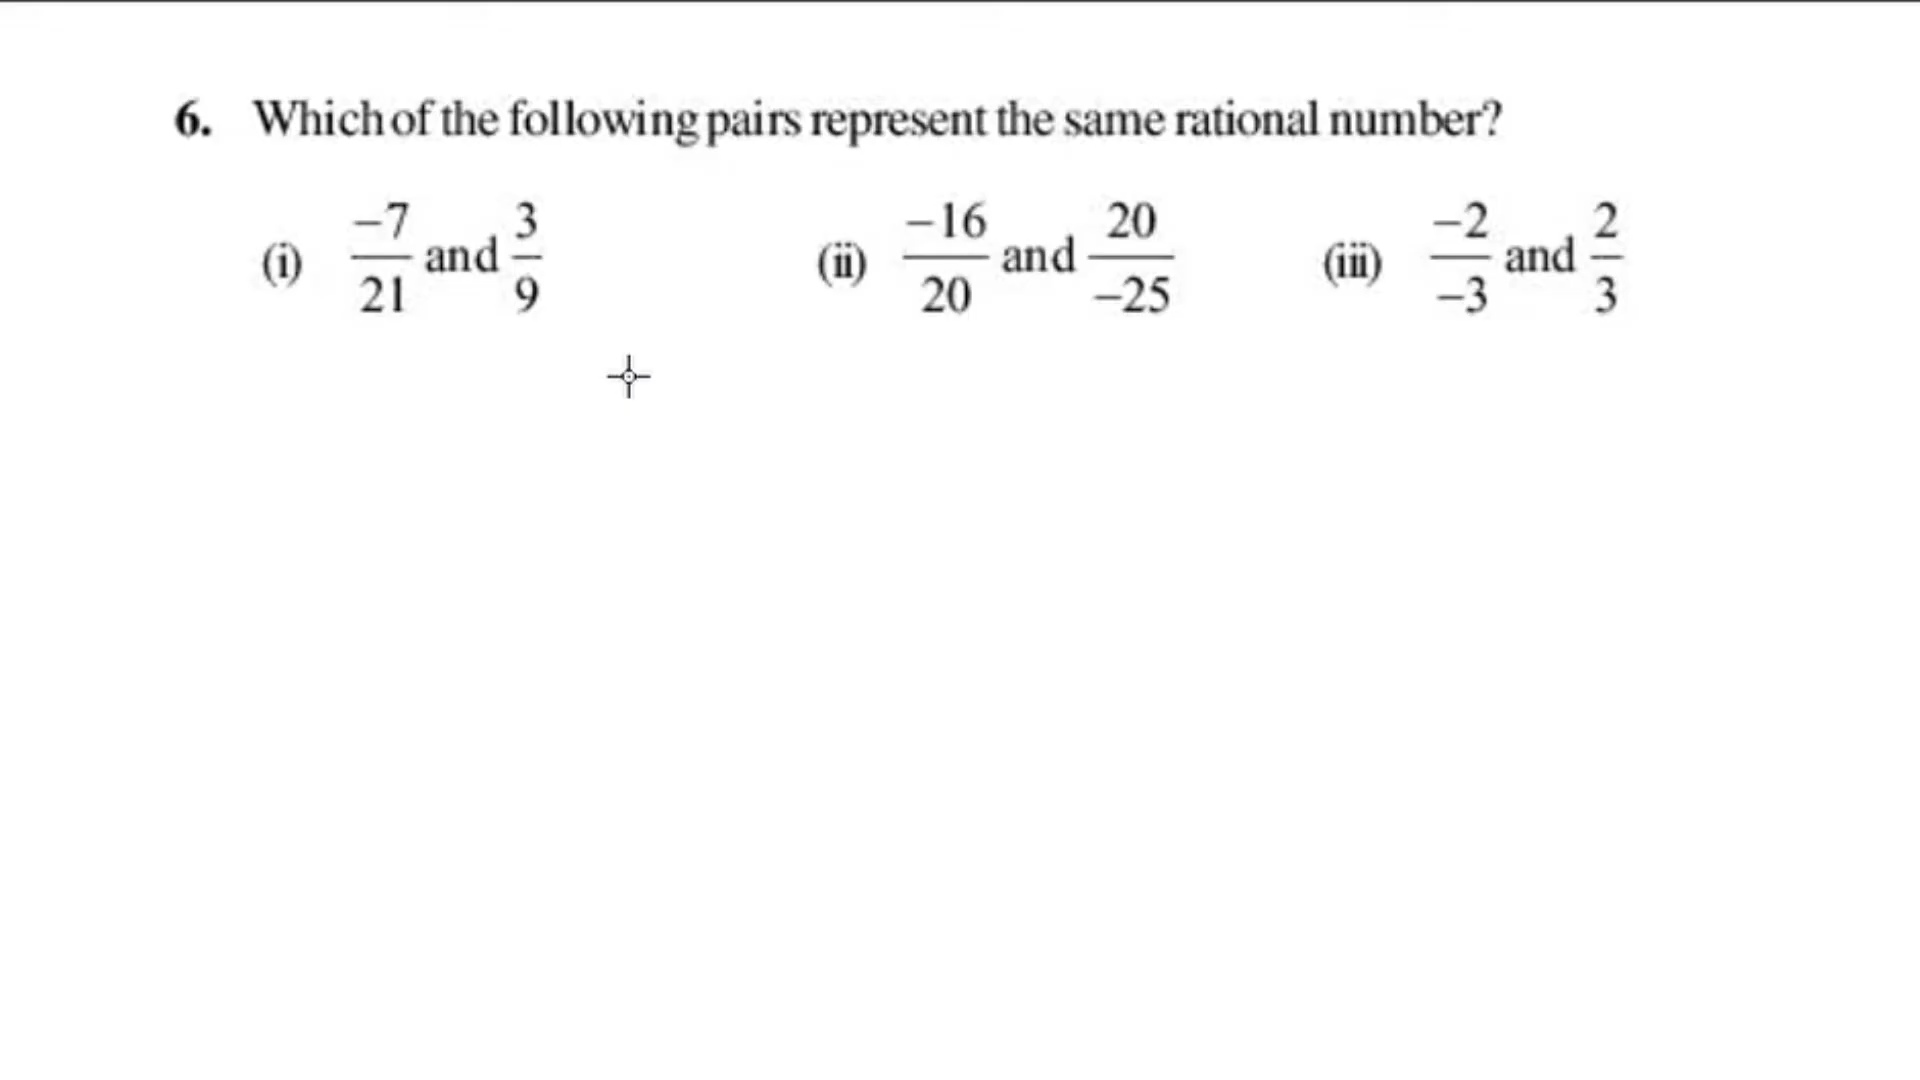 6. Which of the following pairs represent the same rational number?
(i) −7/21 and 3/9 (ii) −16/20 and 20/−25 (iii) −2/−3 and 2/3